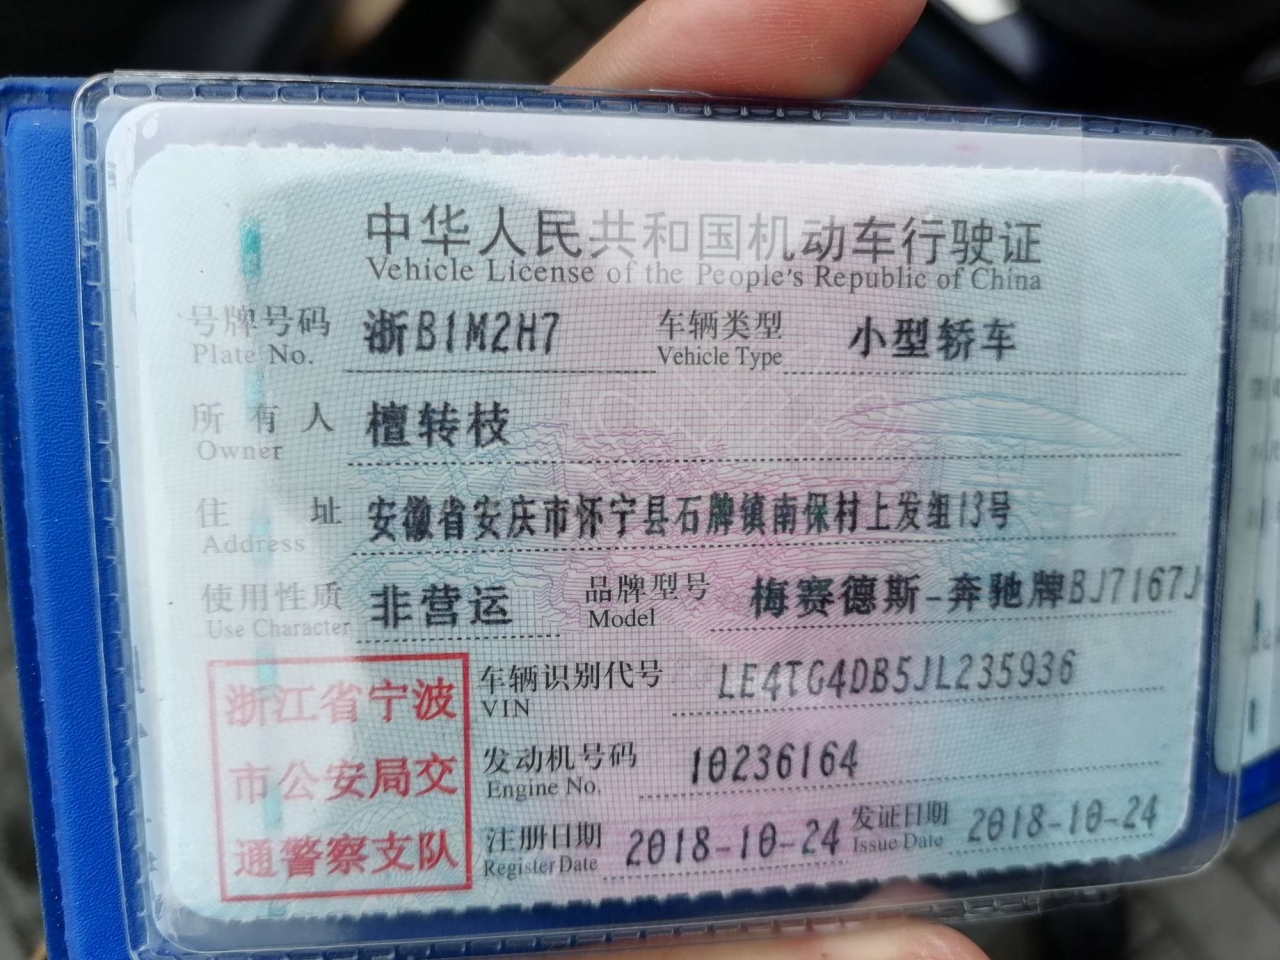 中华人民共和国机动车行驶证
Vehicle License of the People's Republic of China
号牌号码 浙B1M2H7 车辆类型 小型轿车
Plate No. Vehicle Type
所有人 檀转枝
Owner
住址 安徽省安庆市怀宁县石牌镇南保村上发组13号
Address
使用性质 非营运 品牌型号 梅赛德斯-奔驰牌BJ7167J
Use Character Model
浙江省宁波
市公安局交
通警察支队
车辆识别代号 LE4TG4DB5JL235936
VIN
发动机号码 10236164
Engine No.
注册日期 2018-10-24 发证日期 2018-10-24
Register Date Issue Date